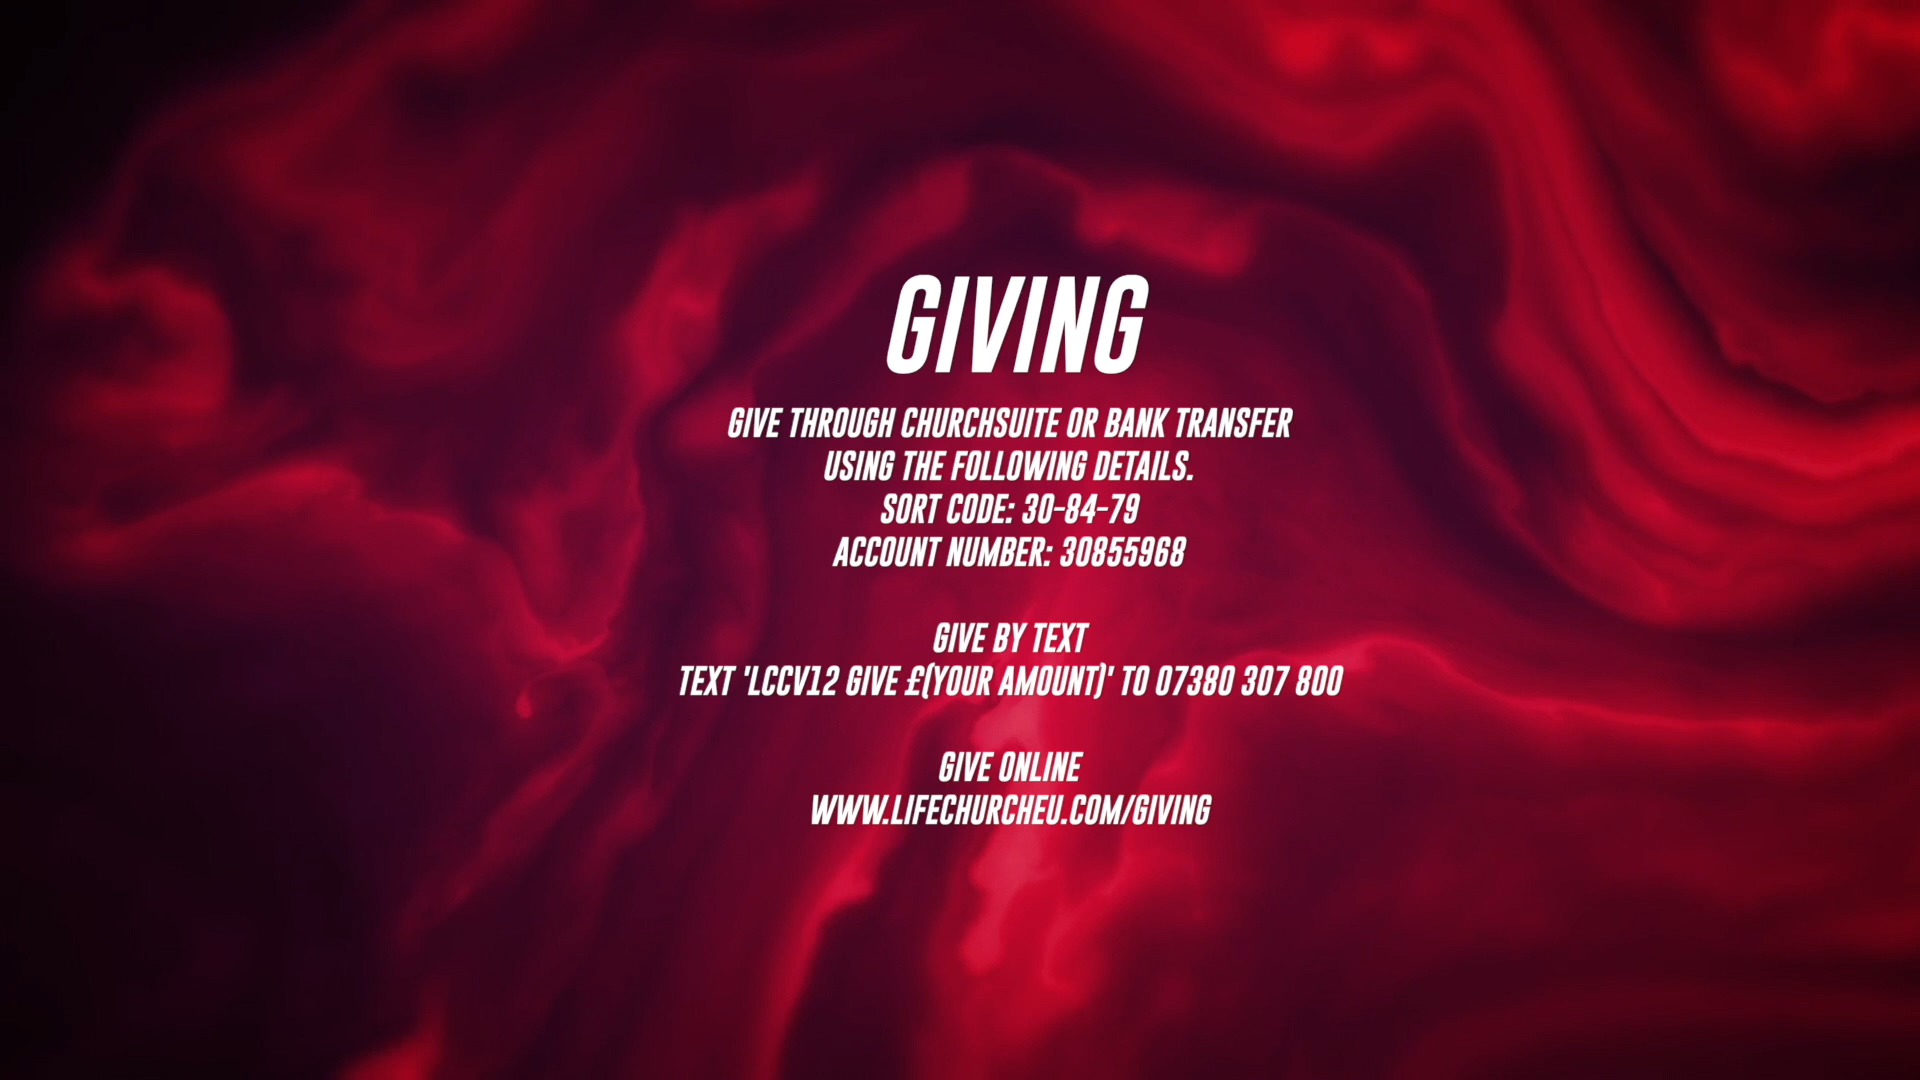 GIVING
GIVE THROUGH CHURCHSUITE OR BANK TRANSFER
USING THE FOLLOWING DETAILS.
SORT CODE: 30-84-79
ACCOUNT NUMBER: 30855968
GIVE BY TEXT
TEXT 'LCCV12 GIVE £(YOUR AMOUNT)' TO 07380 307 800
GIVE ONLINE
WWW.LIFECHURCHEU.COM/GIVING